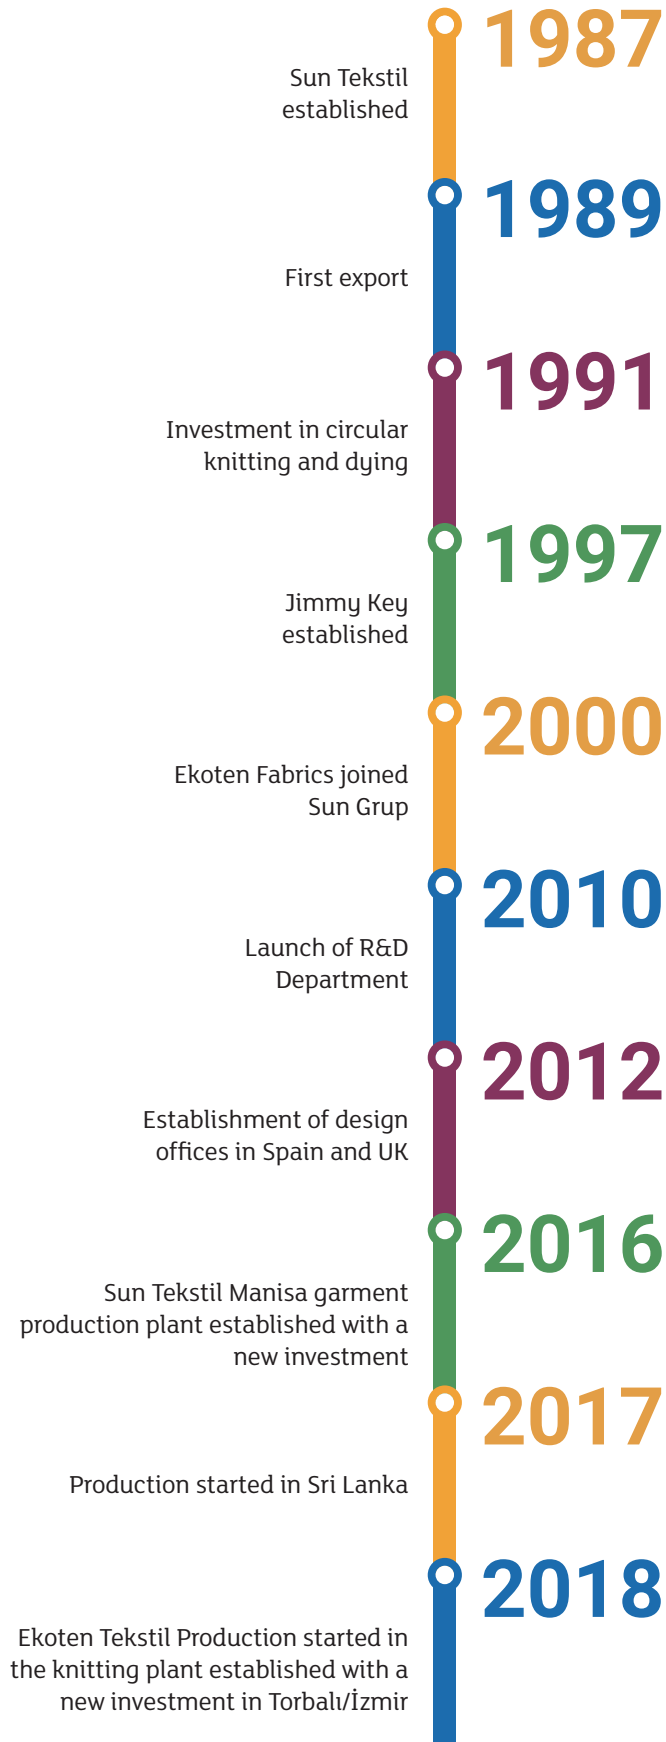 1987
Sun Tekstil
established
1989
First export
1991
Investment in circular
knitting and dying
1997
Jimmy Key
established
2000
Ekoten Fabrics joined
Sun Grup
2010
Launch of R&D
Department
2012
Establishment of design
offices in Spain and UK
2016
Sun Tekstil Manisa garment
production plant established with a
new investment
2017
Production started in Sri Lanka
2018
Ekoten Tekstil Production started in
the knitting plant established with a
new investment in Torbalı/İzmir